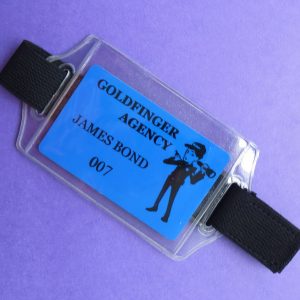 GOLDFINGER
AGENCY
JAMES BOND
007